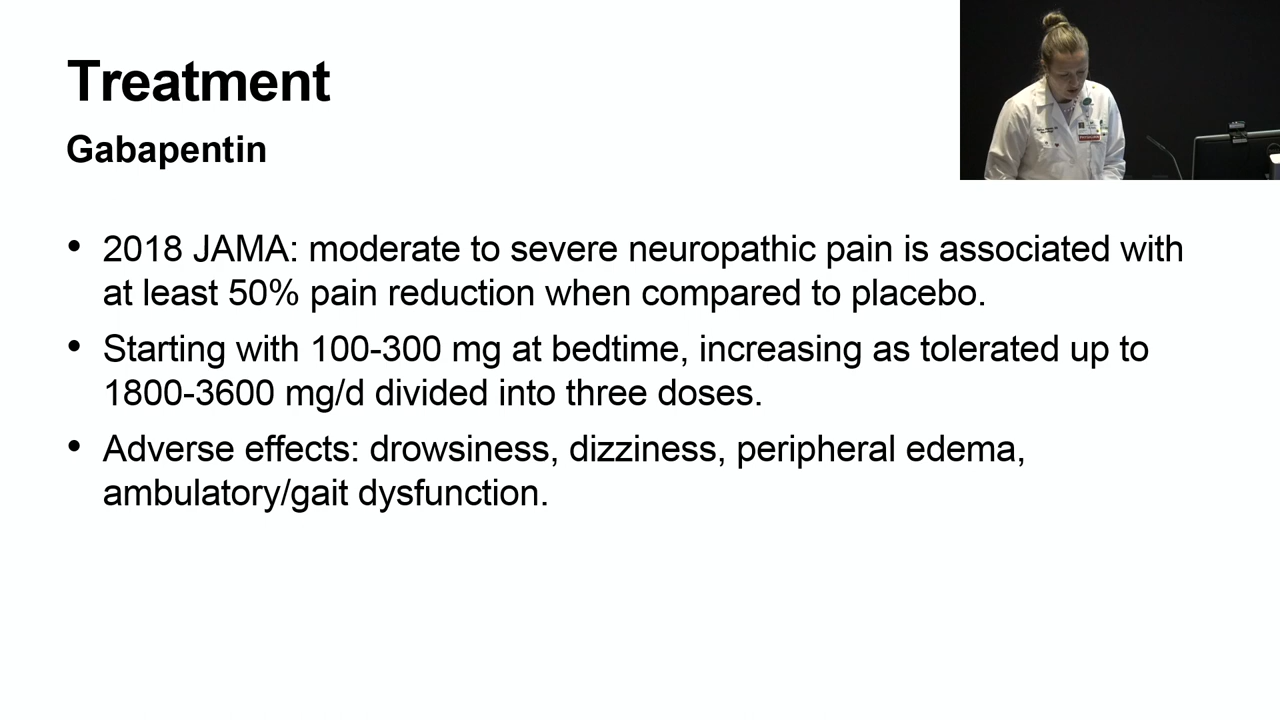 Treatment
Gabapentin
• 2018 JAMA: moderate to severe neuropathic pain is associated with
at least 50% pain reduction when compared to placebo.
• Starting with 100-300 mg at bedtime, increasing as tolerated up to
1800-3600 mg/d divided into three doses.
• Adverse effects: drowsiness, dizziness, peripheral edema,
ambulatory/gait dysfunction.